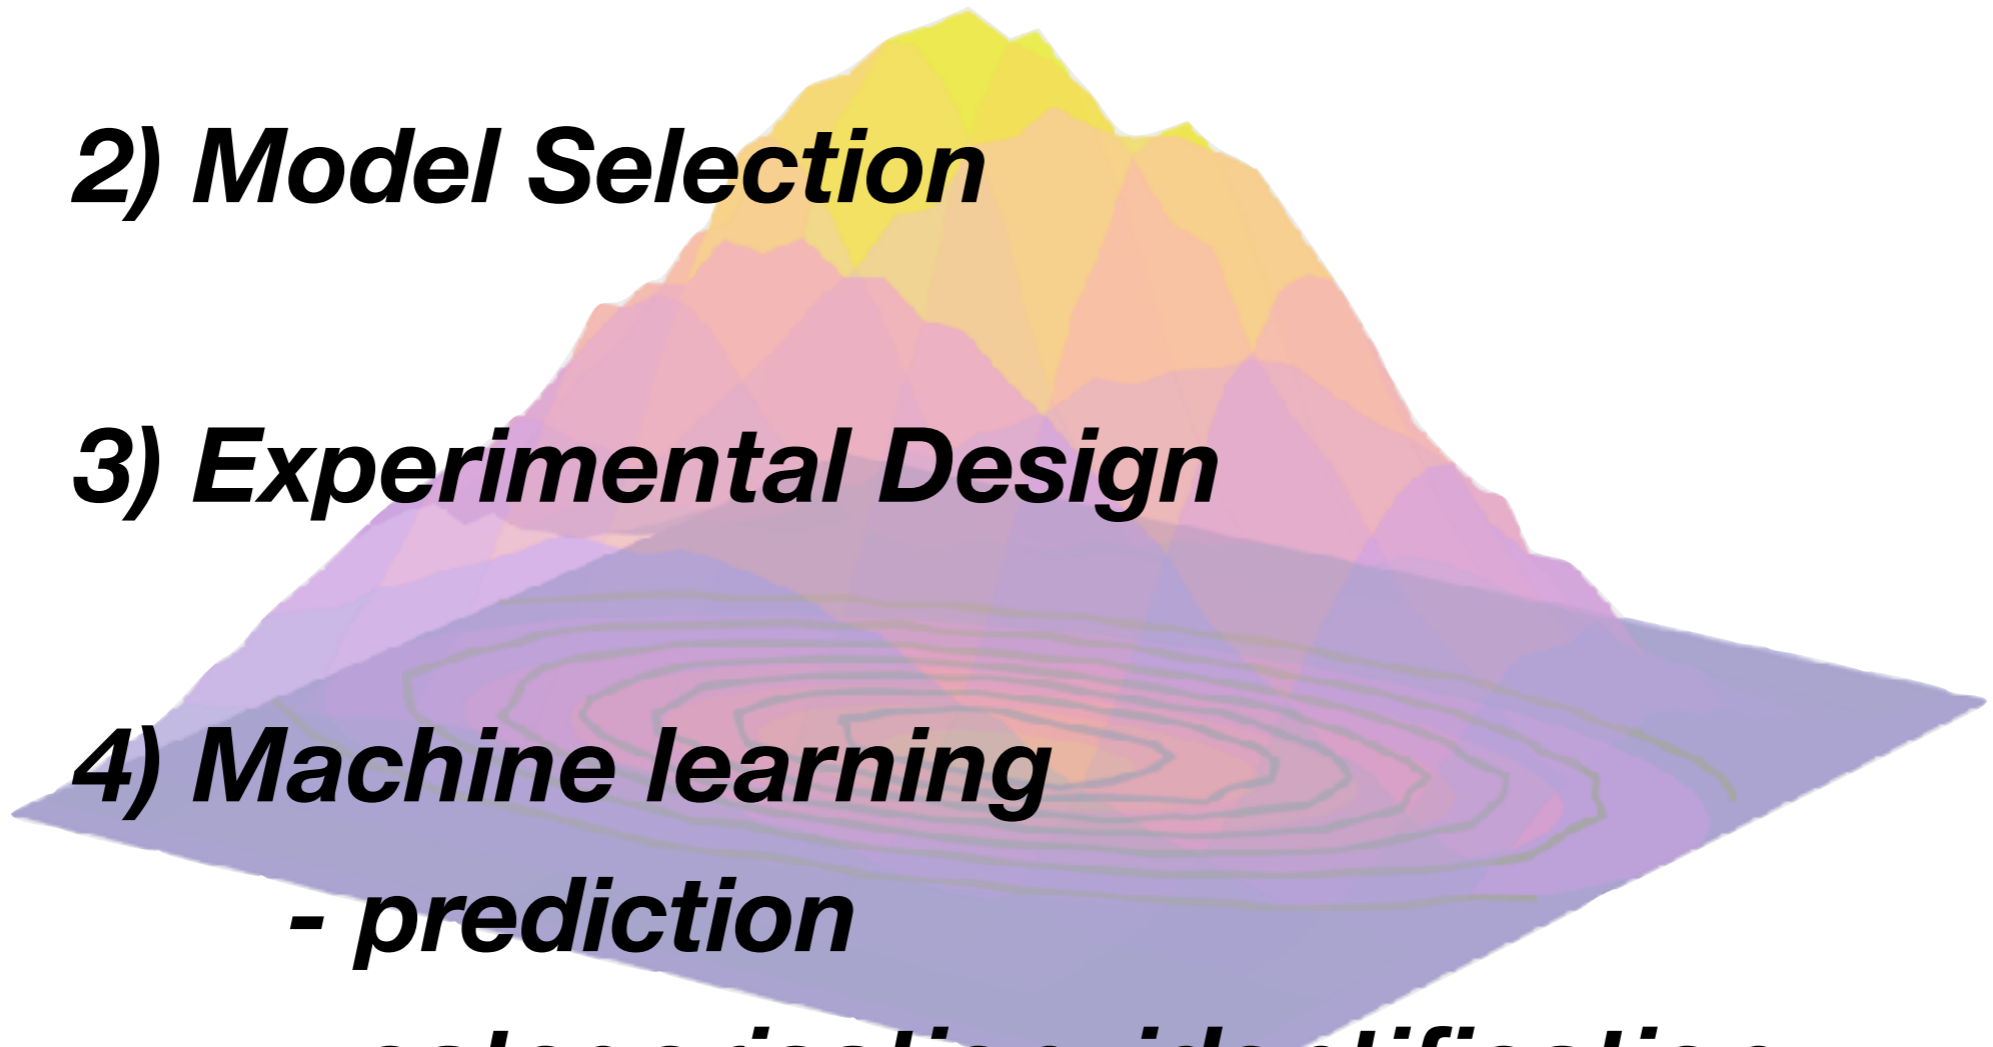 2) Model Selection
3) Experimental Design
4) Machine learning
- prediction